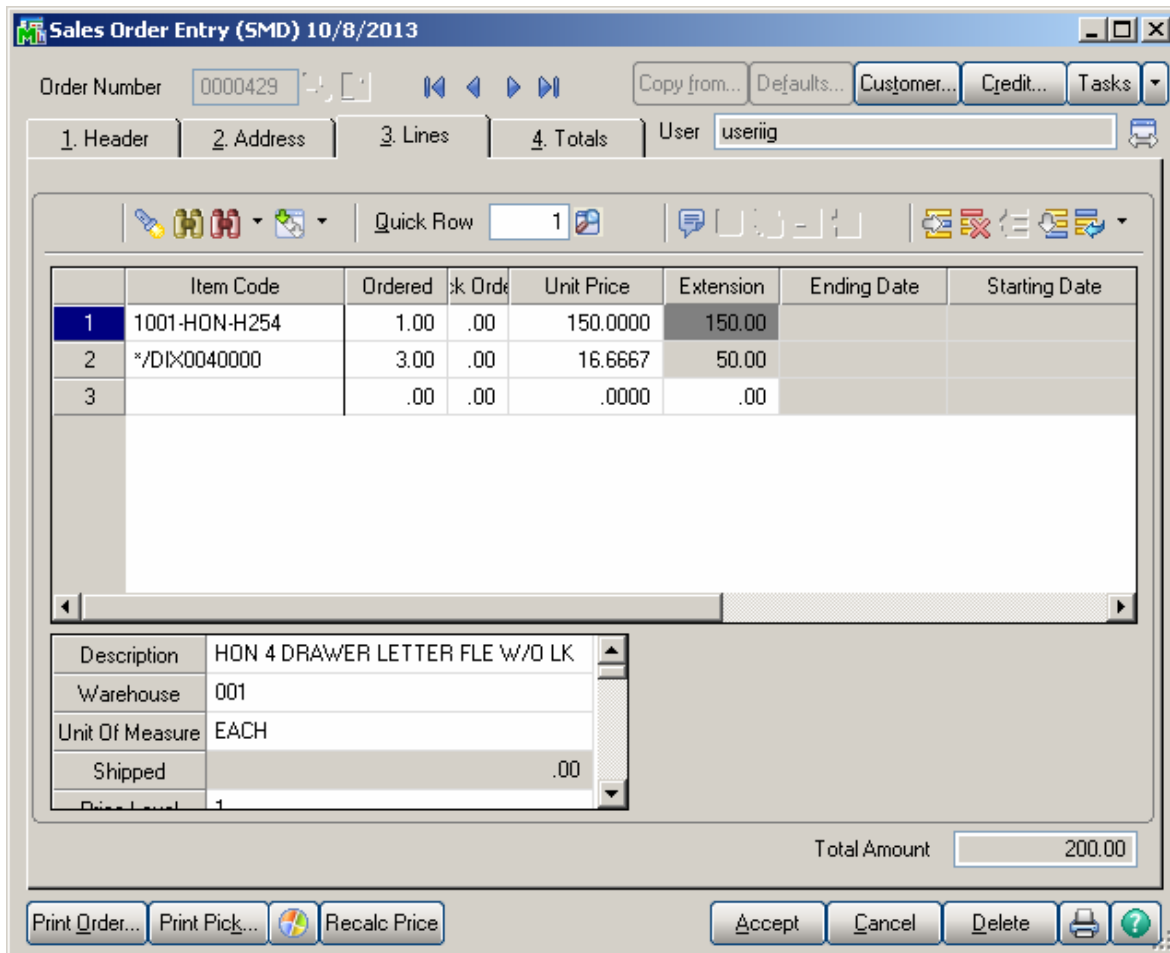 Sales Order Entry (SMD) 10/8/2013
Order Number 0000429 Copy from... Defaults... Customer... Credit... Tasks
1. Header 2. Address 3. Lines 4. Totals User useriig
Quick Row 1
Item Code Ordered ck Orde Unit Price Extension Ending Date Starting Date
1 1001-HON-H254 1.00 .00 150.0000 150.00
2 */DIX0040000 3.00 .00 16.6667 50.00
3 .00 .00 .0000 .00
Description HON 4 DRAWER LETTER FLE W/O LK
Warehouse 001
Unit Of Measure EACH
Shipped .00
Price Level 1
Total Amount 200.00
Print Order... Print Pick... Recalc Price Accept Cancel Delete